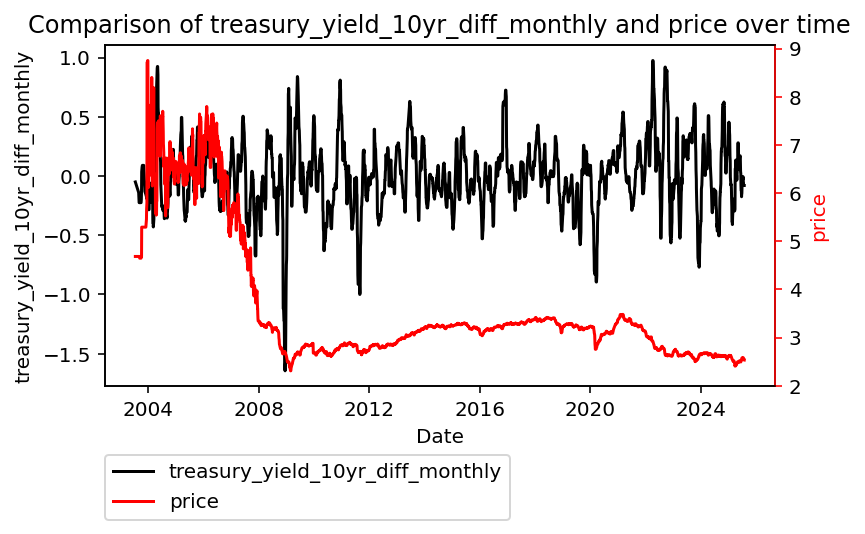 Comparison of treasury_yield_10yr_diff_monthly and price over time
treasury_yield_10yr_diff_monthly
1.0
0.5
0.0
−0.5
−1.0
−1.5
9
8
7
6
5
4
3
2
price
2004 2008 2012 2016 2020 2024
Date
treasury_yield_10yr_diff_monthly
price